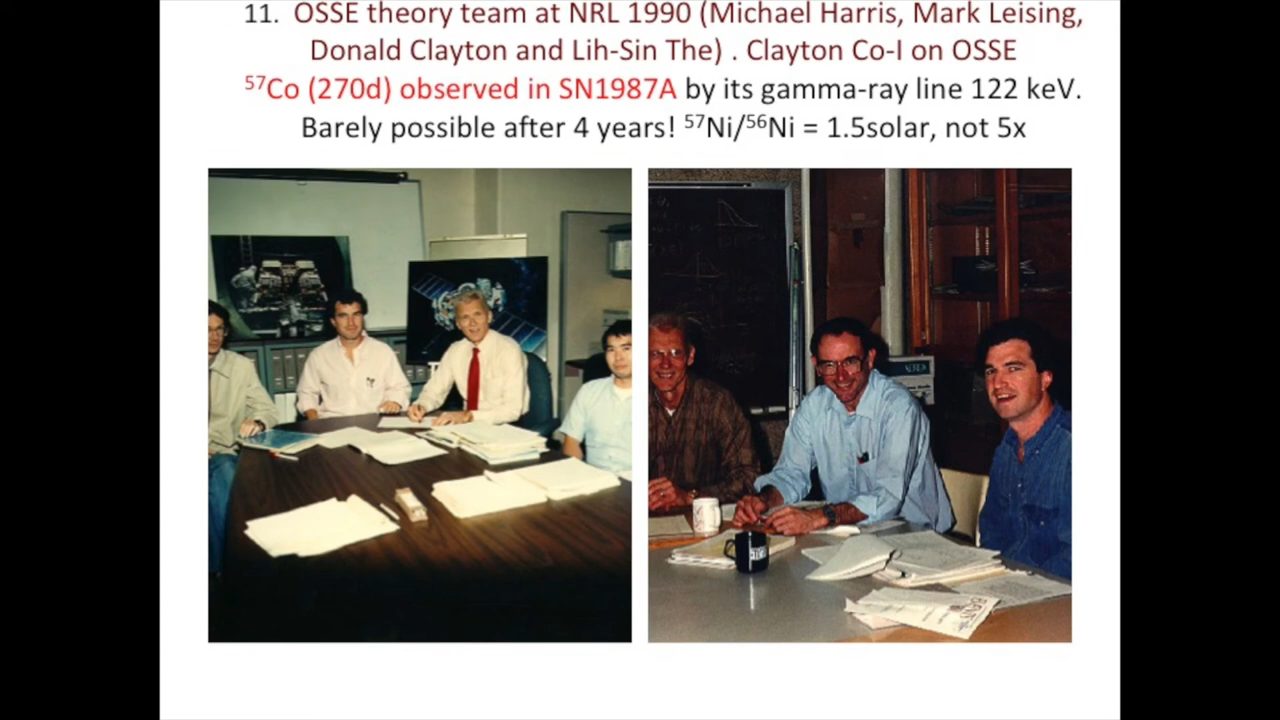 11. OSSE theory team at NRL 1990 (Michael Harris, Mark Leising,
Donald Clayton and Lih-Sin The) . Clayton Co-I on OSSE
⁵⁷Co (270d) observed in SN1987A by its gamma-ray line 122 keV.
Barely possible after 4 years! ⁵⁷Ni/⁵⁶Ni = 1.5solar, not 5x